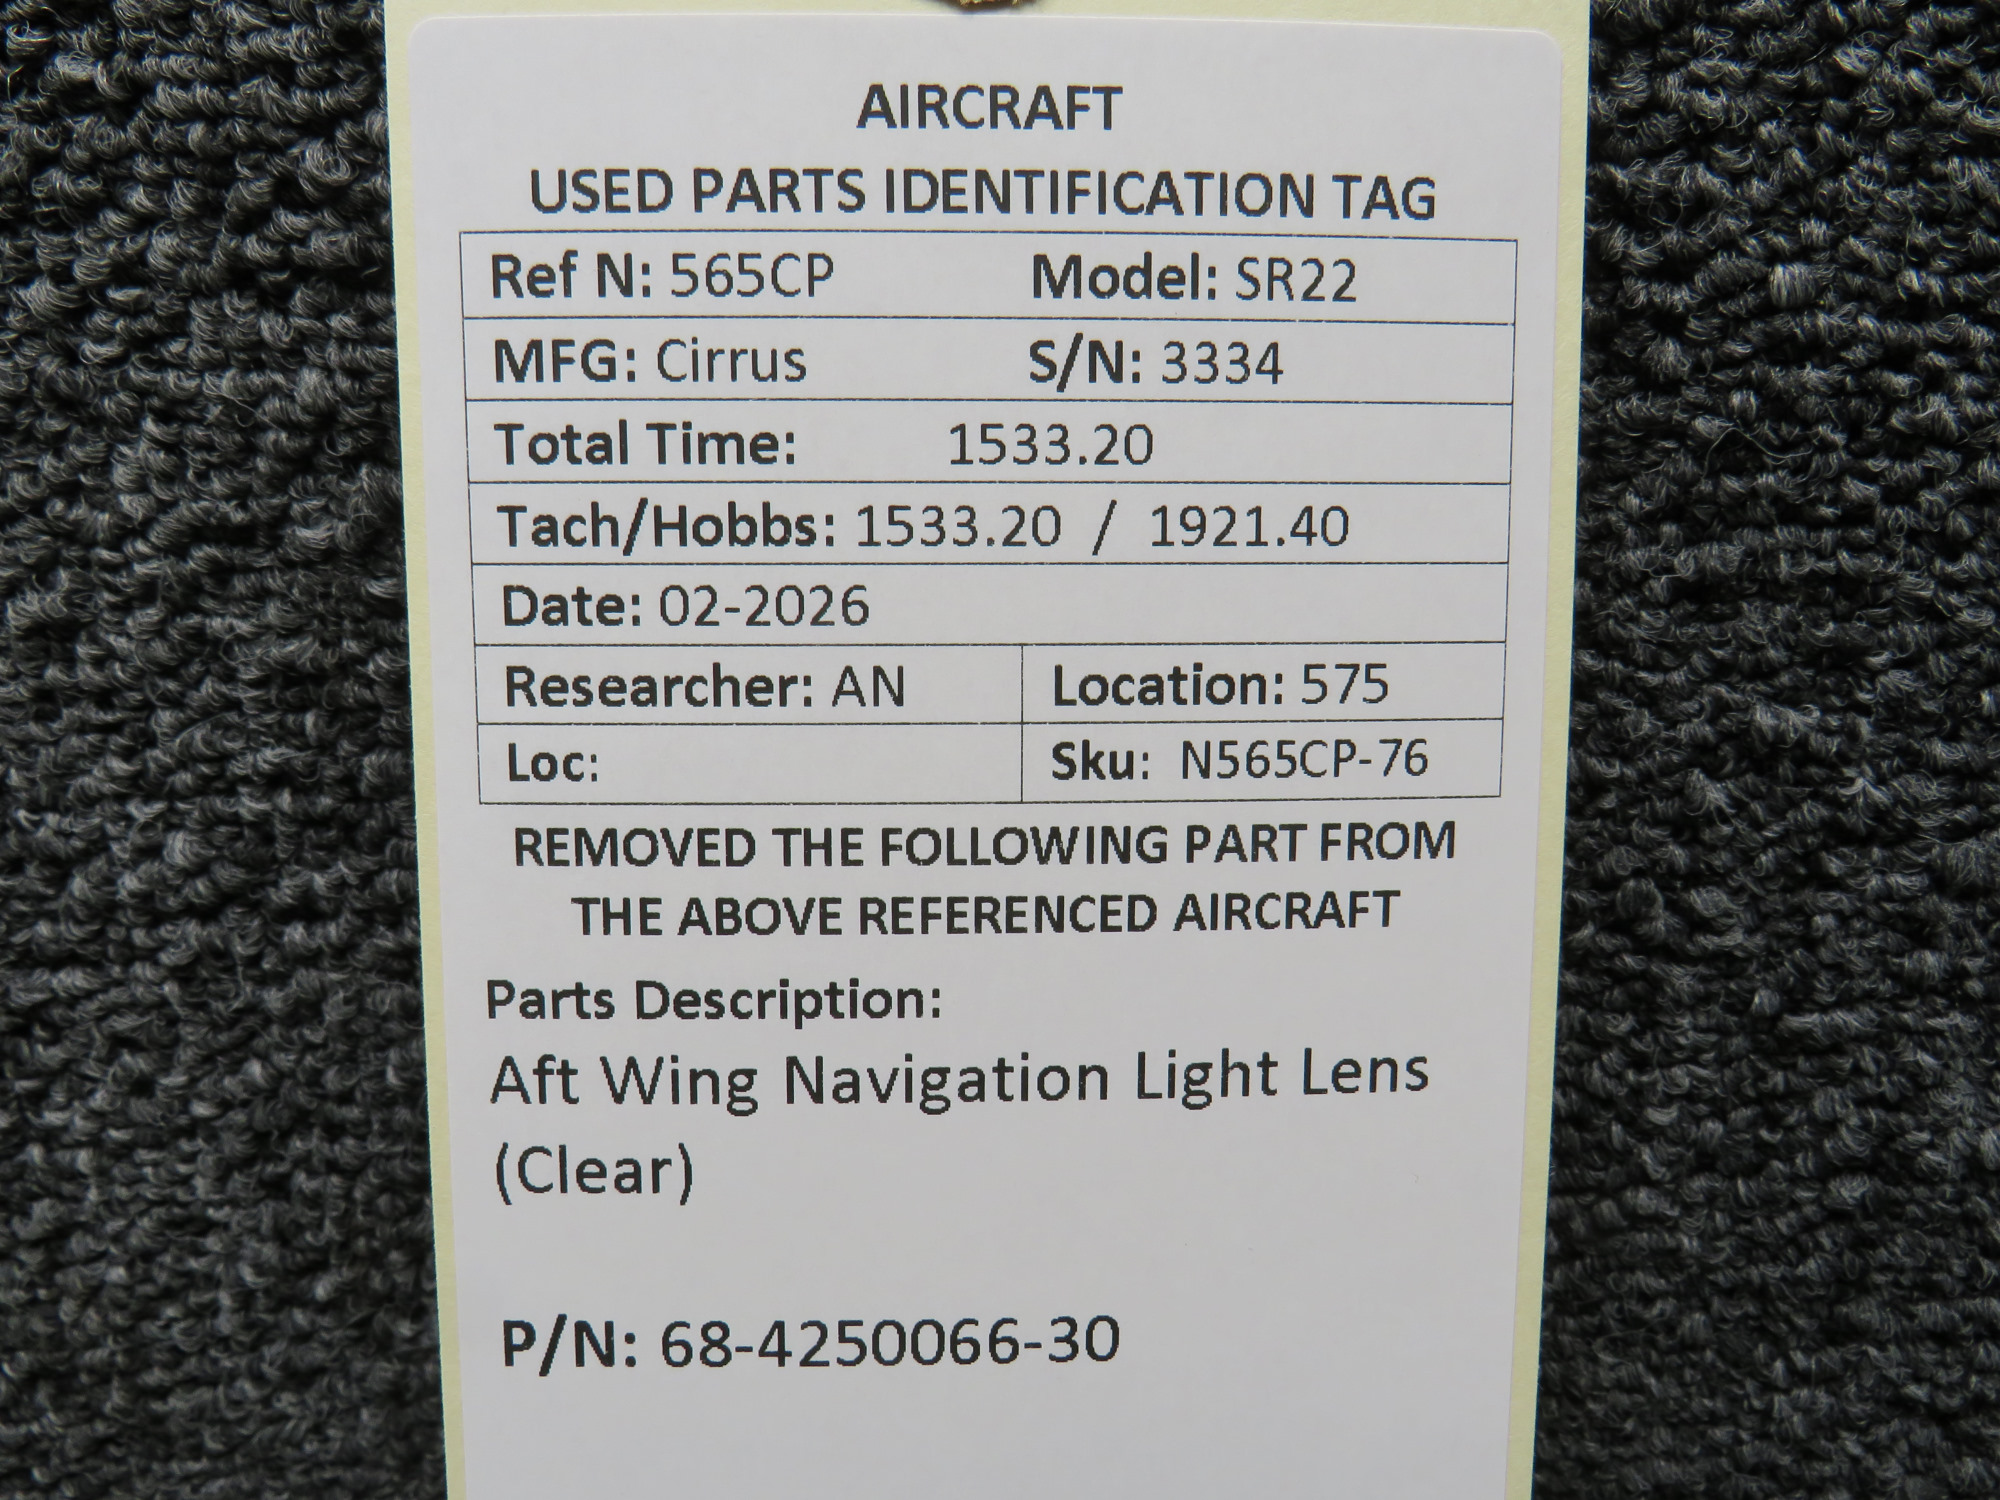 AIRCRAFT
USED PARTS IDENTIFICATION TAG
Ref N: 565CP Model: SR22
MFG: Cirrus S/N: 3334
Total Time: 1533.20
Tach/Hobbs: 1533.20 / 1921.40
Date: 02-2026
Researcher: AN Location: 575
Loc: Sku: N565CP-76
REMOVED THE FOLLOWING PART FROM
THE ABOVE REFERENCED AIRCRAFT
Parts Description:
Aft Wing Navigation Light Lens
(Clear)
P/N: 68-4250066-30